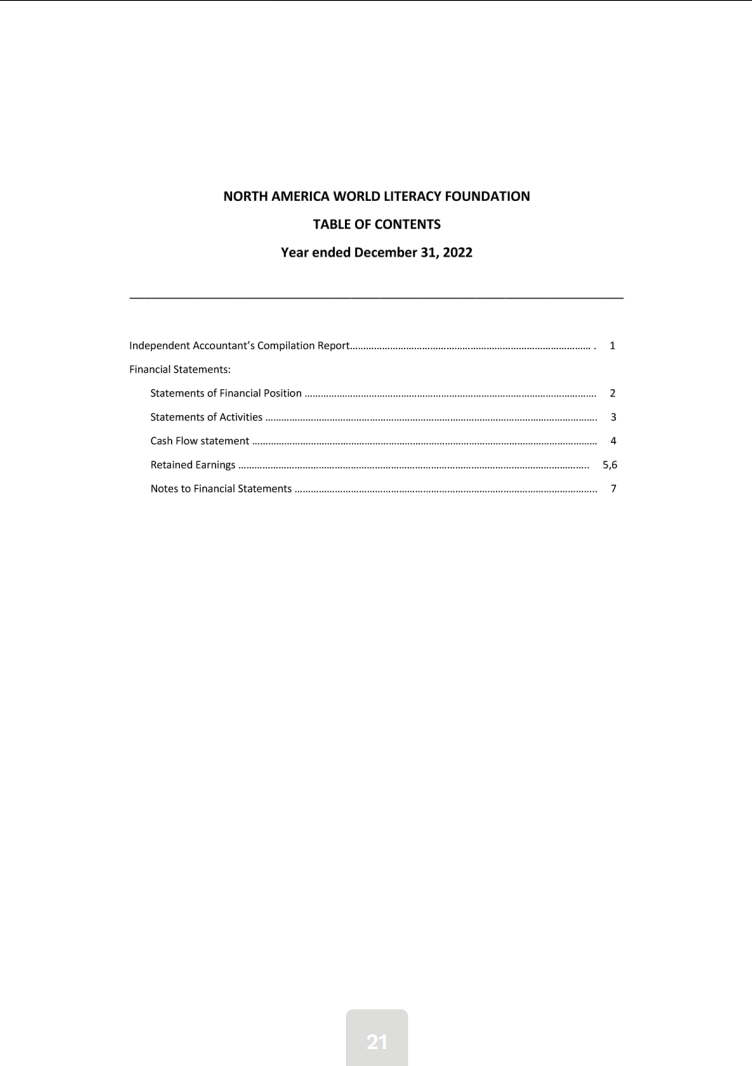 NORTH AMERICA WORLD LITERACY FOUNDATION
TABLE OF CONTENTS
Year ended December 31, 2022
Independent Accountant's Compilation Report…………………………………………………………………………… . 1
Financial Statements:
Statements of Financial Position ……………………………………………………………………………………… 2
Statements of Activities ………………………………………………………………………………………………. 3
Cash Flow statement …………………………………………………………………………………………………… 4
Retained Earnings ……………………………………………………………………………………………………….. 5,6
Notes to Financial Statements ……………………………………………………………………………………….. 7
21